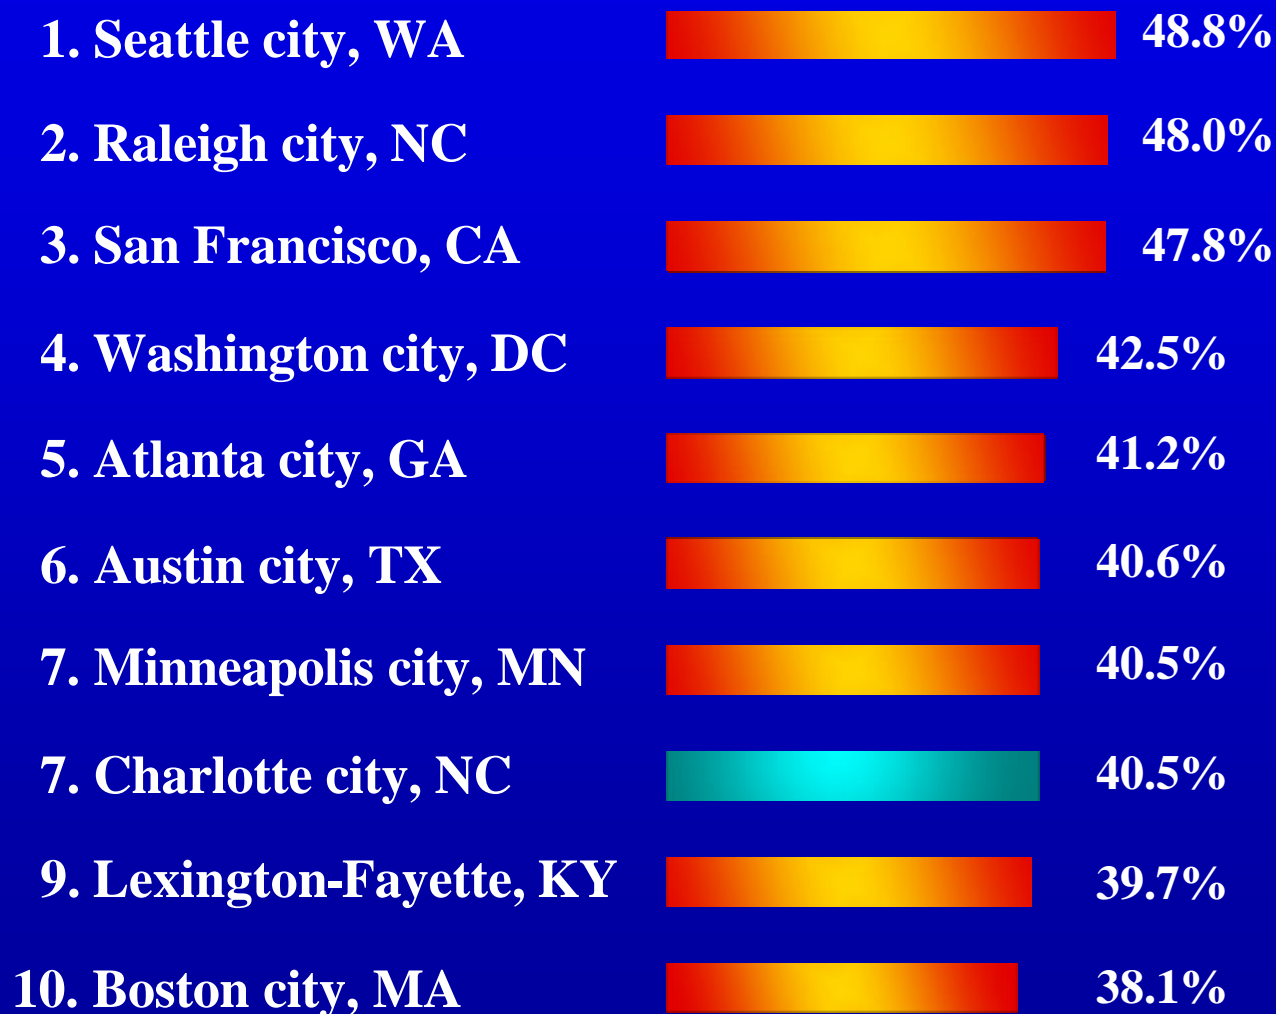 1. Seattle city, WA 48.8%
2. Raleigh city, NC 48.0%
3. San Francisco, CA 47.8%
4. Washington city, DC 42.5%
5. Atlanta city, GA 41.2%
6. Austin city, TX 40.6%
7. Minneapolis city, MN 40.5%
7. Charlotte city, NC 40.5%
9. Lexington-Fayette, KY 39.7%
10. Boston city, MA 38.1%